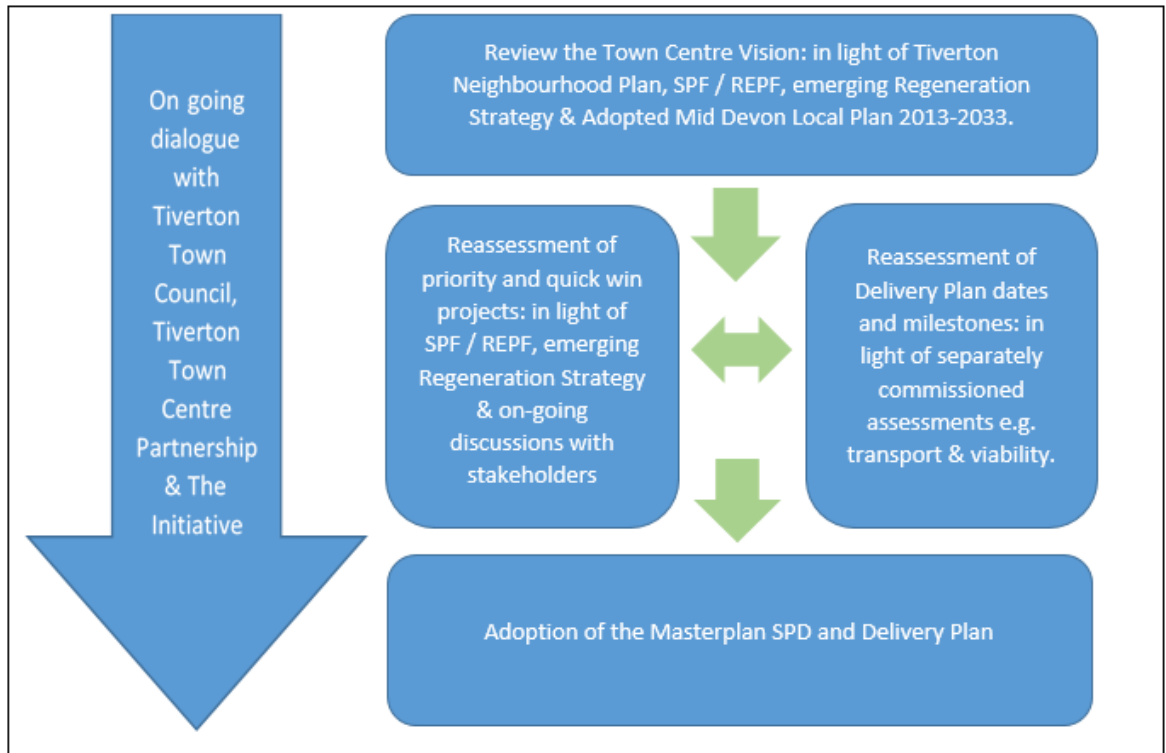 On going
dialogue
with
Tiverton
Town
Council,
Tiverton
Town
Centre
Partnership
& The
Initiative
Review the Town Centre Vision: in light of Tiverton
Neighbourhood Plan, SPF / REPF, emerging Regeneration
Strategy & Adopted Mid Devon Local Plan 2013-2033.
Reassessment of
priority and quick win
projects: in light of
SPF / REPF, emerging
Regeneration Strategy
& on-going
discussions with
stakeholders
Reassessment of
Delivery Plan dates
and milestones: in
light of separately
commissioned
assessments e.g.
transport & viability.
Adoption of the Masterplan SPD and Delivery Plan